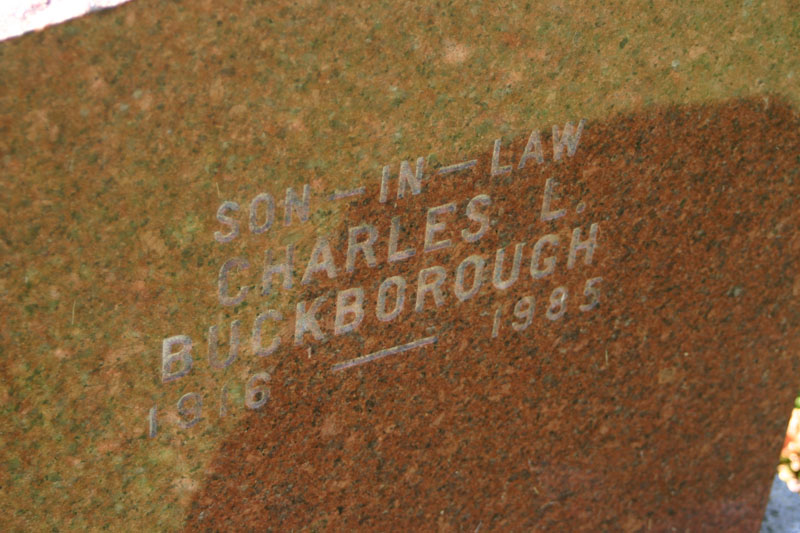 SON-IN-LAW
CHARLES L.
BUCKBOROUGH
1916 — 1985